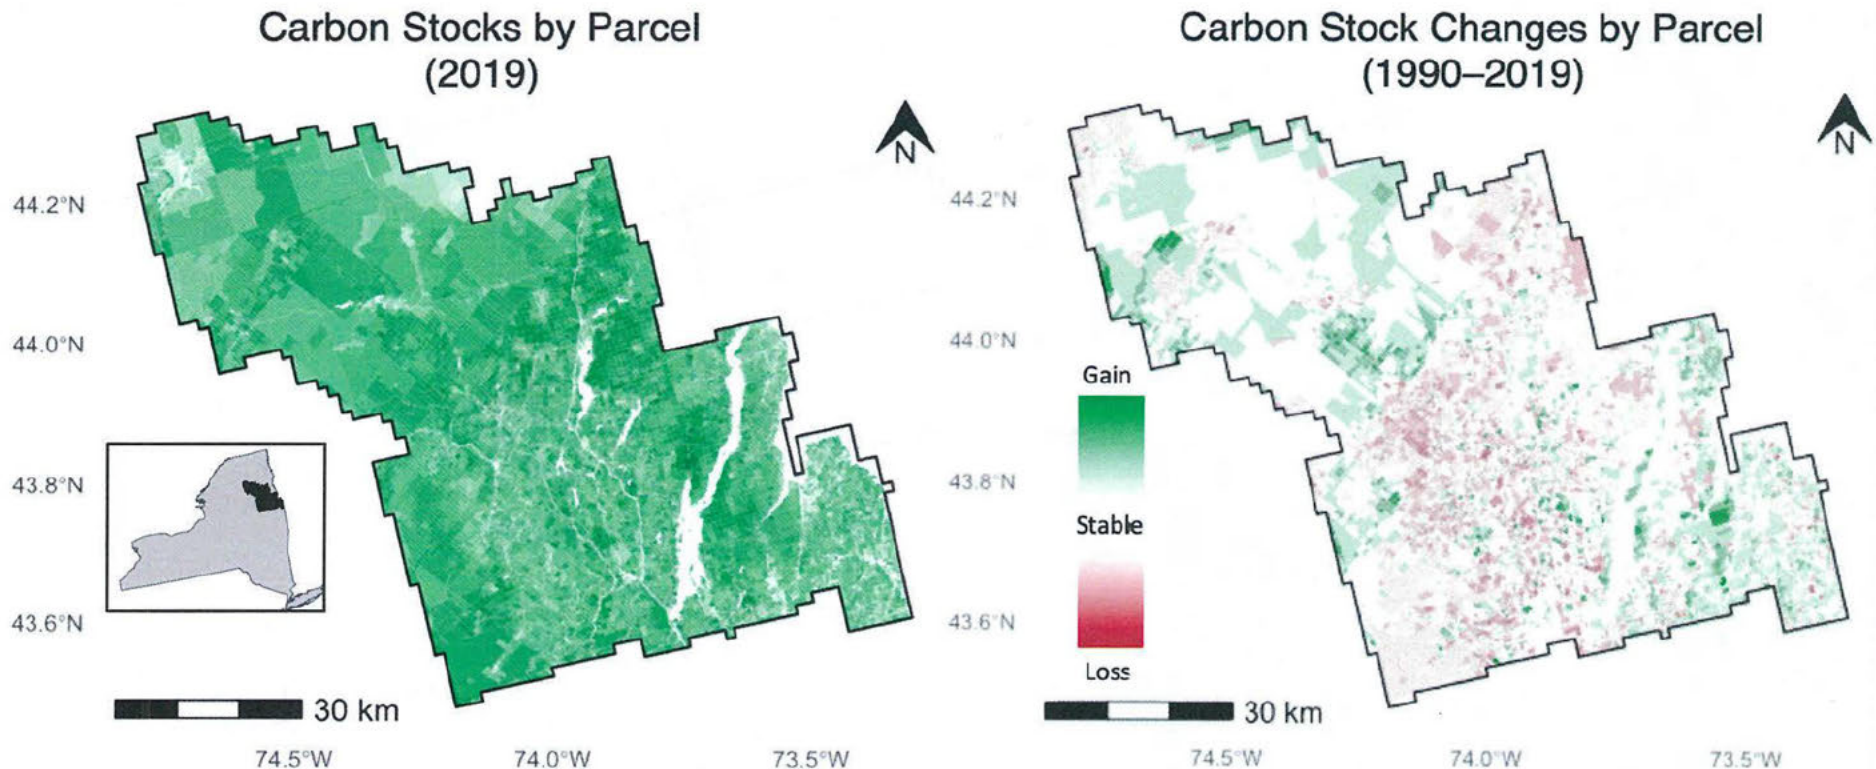 Carbon Stocks by Parcel
(2019)
N
44.2°N
44.0°N
43.8°N
43.6°N
30 km
74.5°W
74.0°W
73.5°W
Carbon Stock Changes by Parcel
(1990–2019)
N
44.2°N
44.0°N
43.8°N
43.6°N
Gain
Stable
Loss
30 km
74.5°W
74.0°W
73.5°W